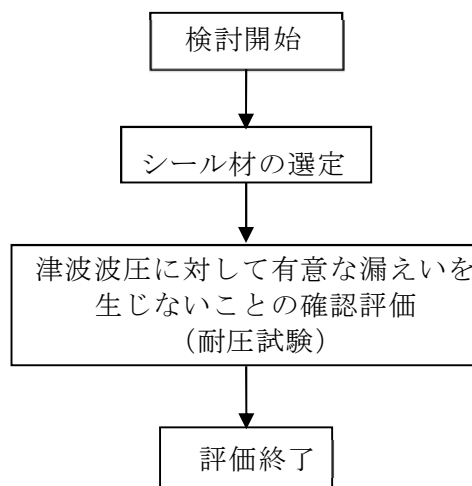 検討開始
シール材の選定
津波波圧に対して有意な漏えいを
生じないことの確認評価
（耐圧試験）
評価終了